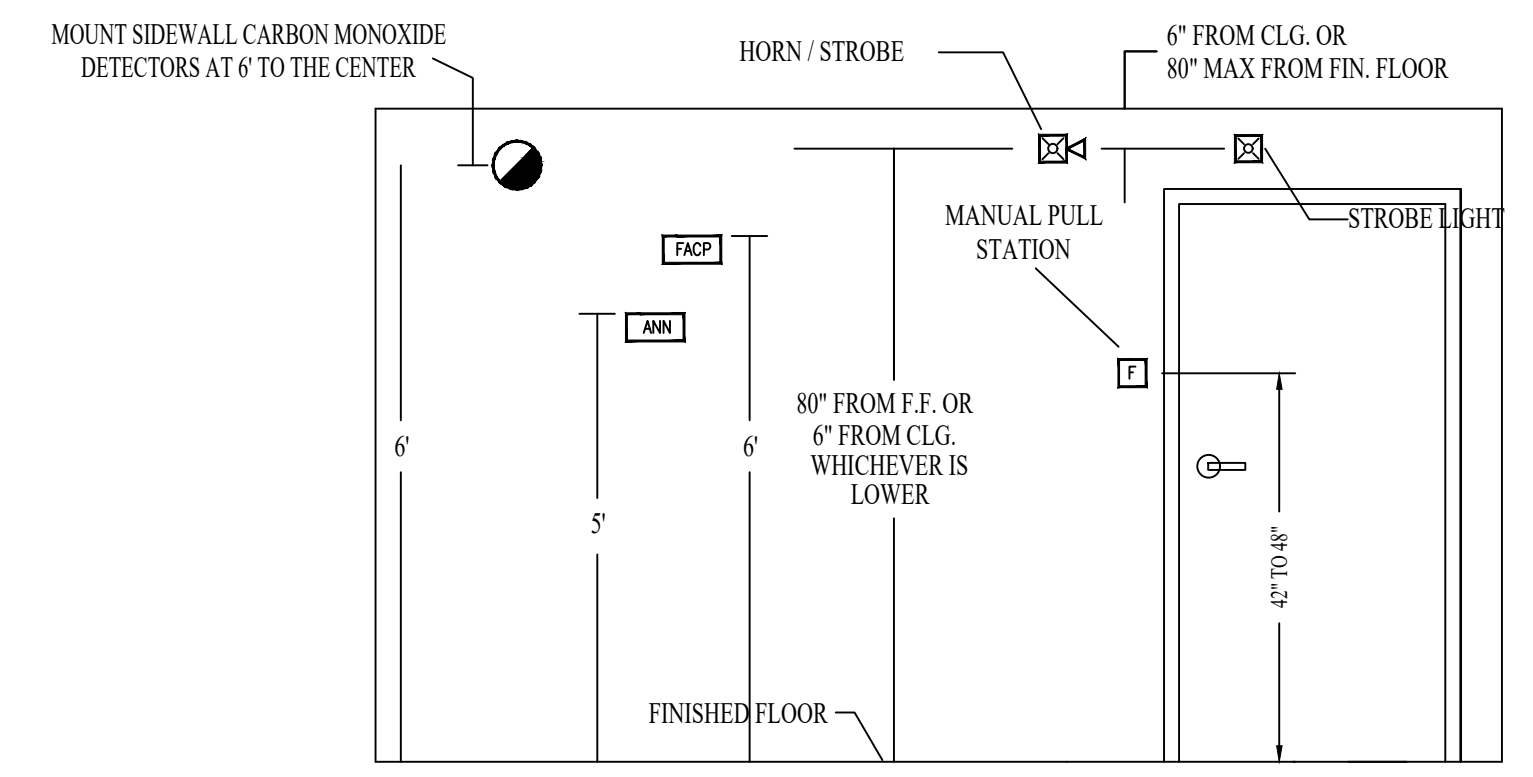 MOUNT SIDEWALL CARBON MONOXIDE
DETECTORS AT 6' TO THE CENTER
HORN / STROBE
6" FROM CLG. OR
80" MAX FROM FIN. FLOOR
STROBE LIGHT
MANUAL PULL
STATION
FACP
ANN
F
80" FROM F.F. OR
6" FROM CLG.
WHICHEVER IS
LOWER
6'
6'
5'
42" TO 48"
FINISHED FLOOR